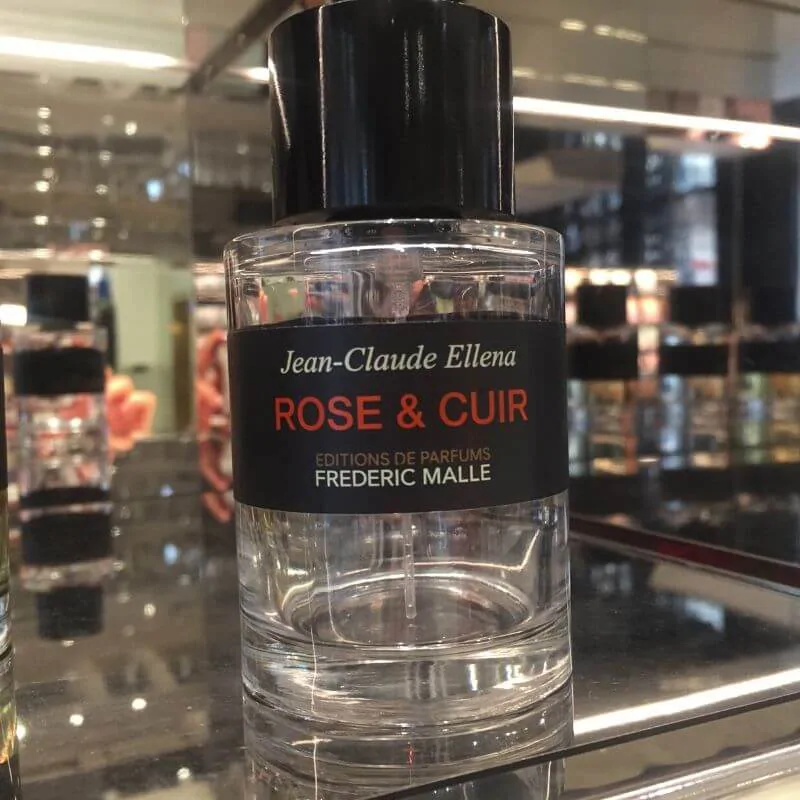 Jean-Claude Ellena
ROSE & CUIR
EDITIONS DE PARFUMS
FREDERIC MALLE